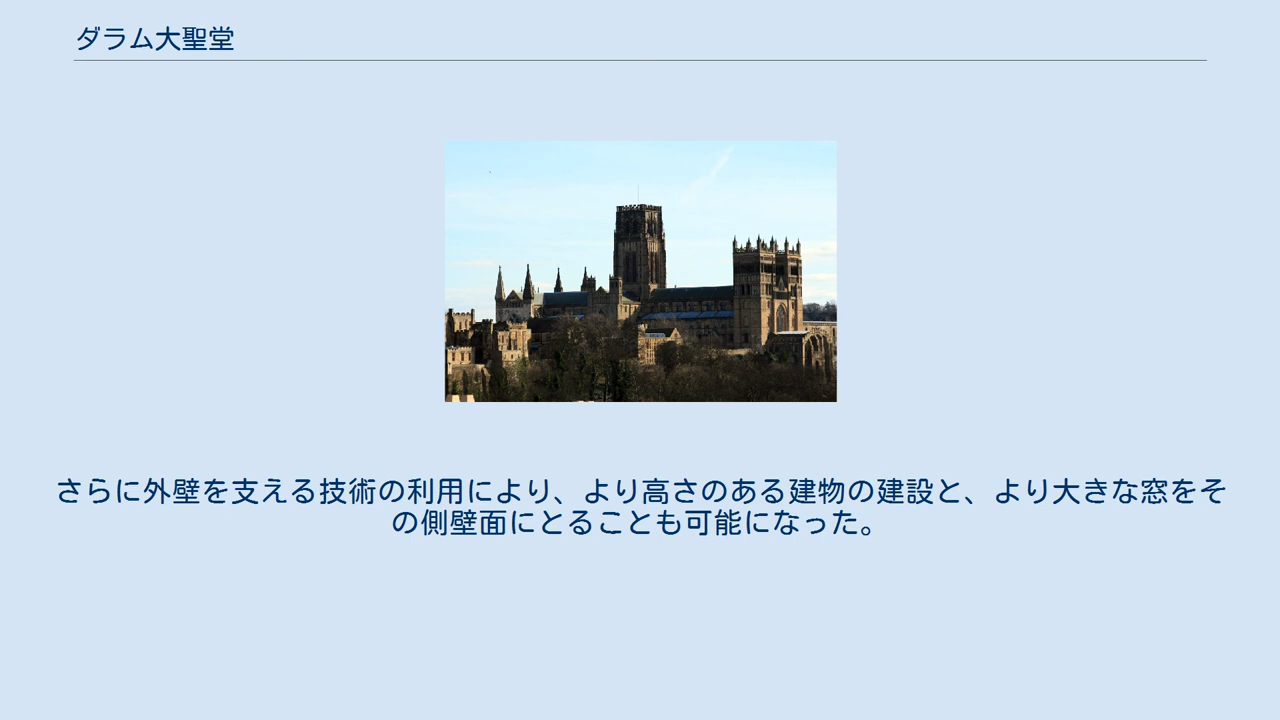 ダラム大聖堂
さらに外壁を支える技術の利用により、より高さのある建物の建設と、より大きな窓をそ
の側壁面にとることも可能になった。